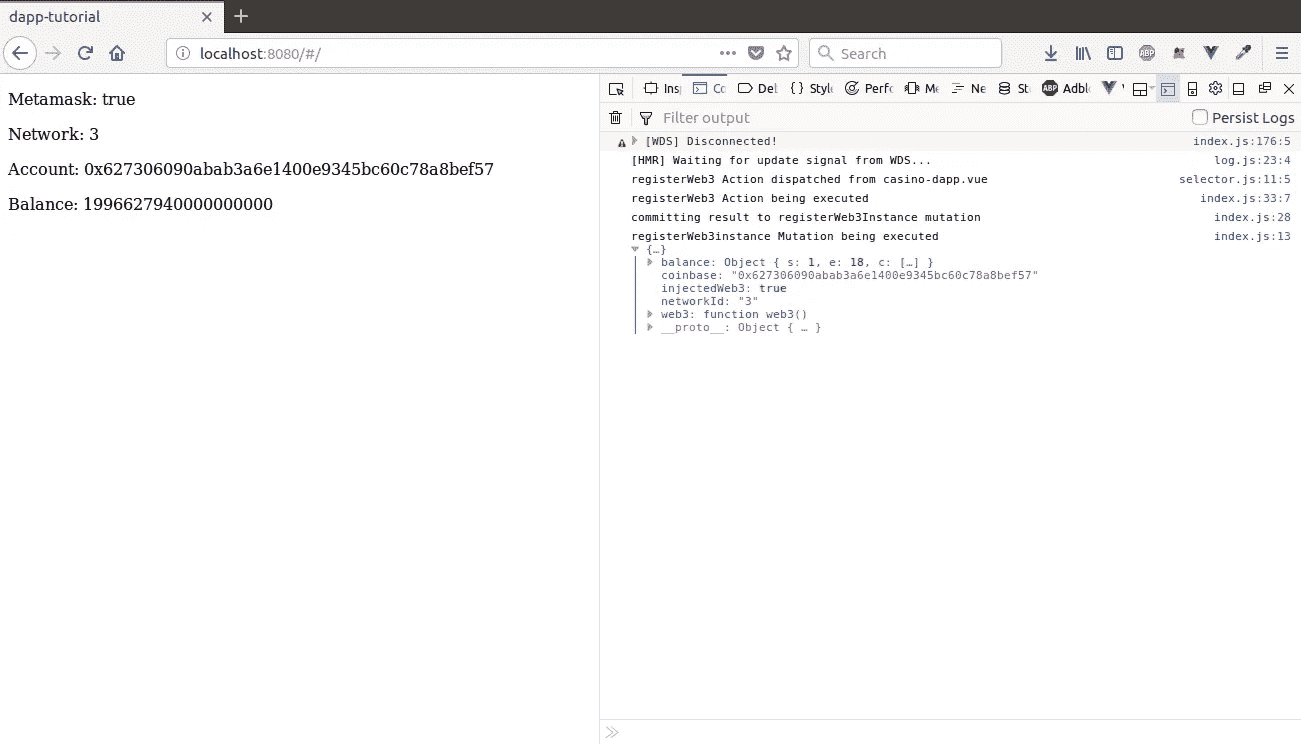 dapp-tutorial
localhost:8080/#/
Search
Metamask: true
Network: 3
Account: 0x627306090abab3a6e1400e9345bc60c78a8bef57
Balance: 1996627940000000000
Ins Co Del {} Style Perfo Me Ne St ABP Adbl
Filter output Persist Logs
[WDS] Disconnected! index.js:176:5
[HMR] Waiting for update signal from WDS... log.js:23:4
registerWeb3 Action dispatched from casino-dapp.vue selector.js:11:5
registerWeb3 Action being executed index.js:33:7
committing result to registerWeb3Instance mutation index.js:28
registerWeb3instance Mutation being executed index.js:13
{…}
balance: Object { s: 1, e: 18, c: […] }
coinbase: "0x627306090abab3a6e1400e9345bc60c78a8bef57"
injectedWeb3: true
networkId: "3"
web3: function web3()
__proto__: Object { … }